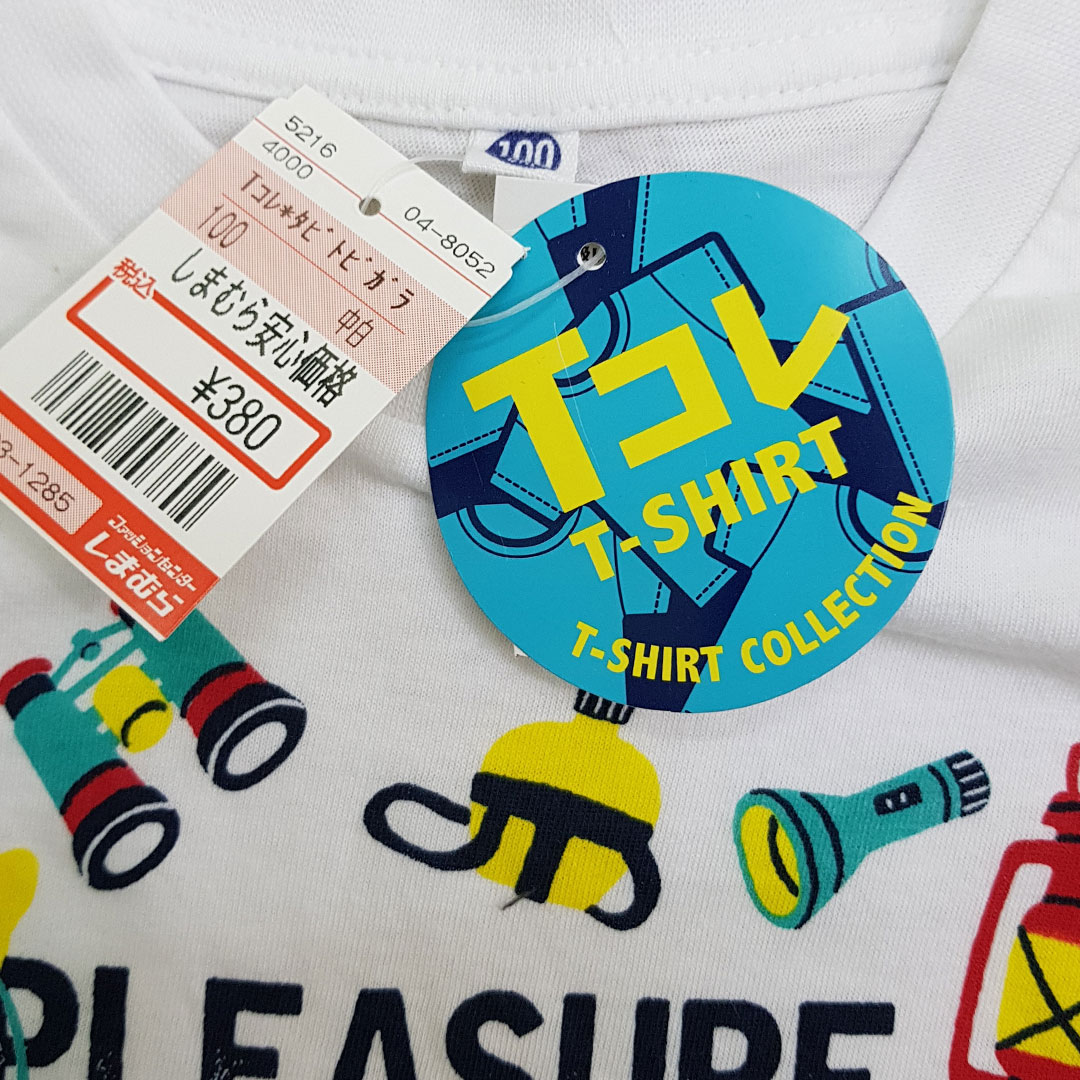 5216
4000
04-8052
Tコレ*タビトビガラ
100
中白
税込
しまむら安心価格
¥380
3-1285
ファッションセンター
しまむら
100
Tコレ
T-SHIRT
T-SHIRT COLLECTION
PLEASURE